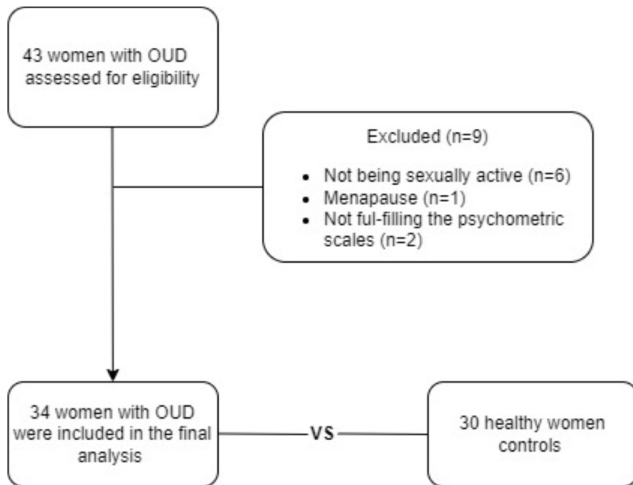 43 women with OUD
assessed for eligibility
Excluded (n=9)
• Not being sexually active (n=6)
• Menapause (n=1)
• Not ful-filling the psychometric
scales (n=2)
34 women with OUD
were included in the final
analysis
VS
30 healthy women
controls